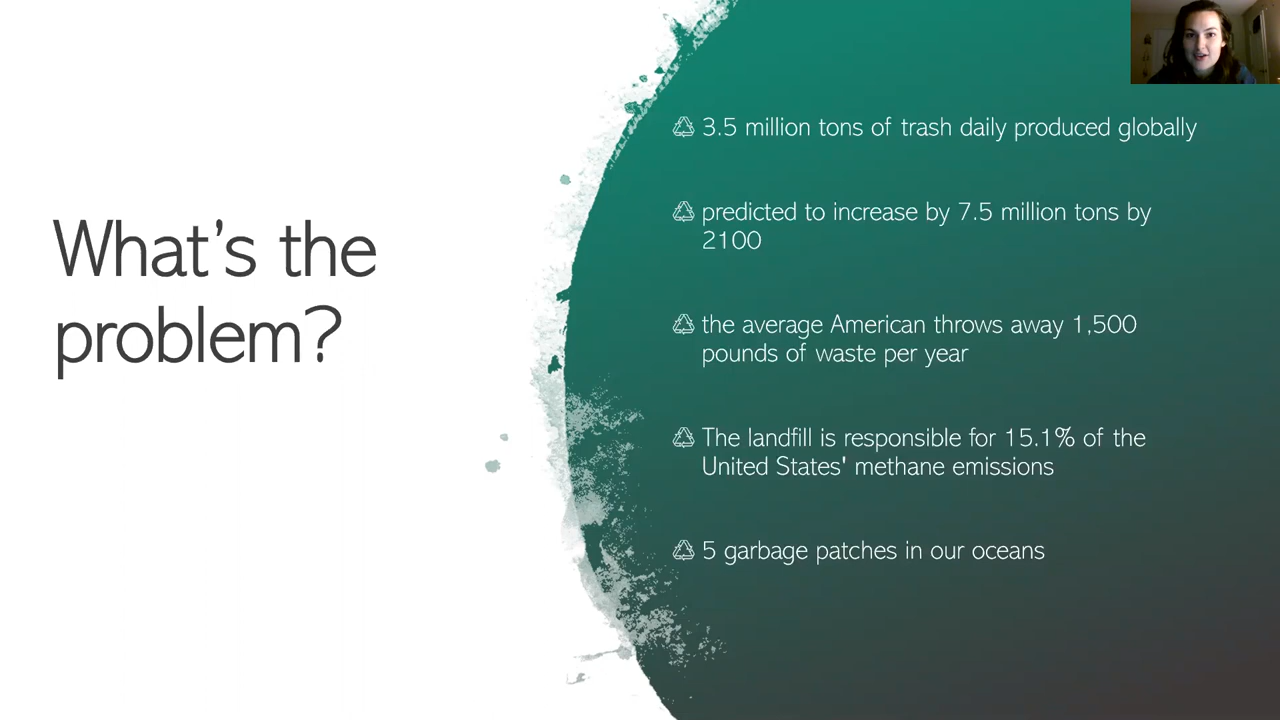 What's the
problem?
3.5 million tons of trash daily produced globally
predicted to increase by 7.5 million tons by
2100
the average American throws away 1,500
pounds of waste per year
The landfill is responsible for 15.1% of the
United States' methane emissions
5 garbage patches in our oceans